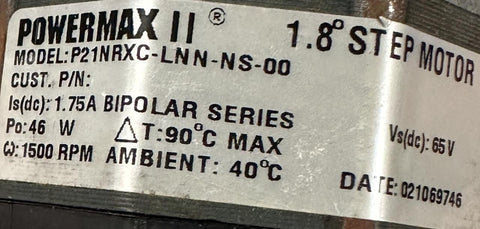 POWERMAX II ® 1.8° STEP MOTOR
MODEL: P21NRXC-LNN-NS-00
CUST. P/N:
Is(dc): 1.75A BIPOLAR SERIES
Vs(dc): 65 V
Po: 46 W ΔT: 90°C MAX
ω: 1500 RPM AMBIENT: 40°C
DATE: 021069746